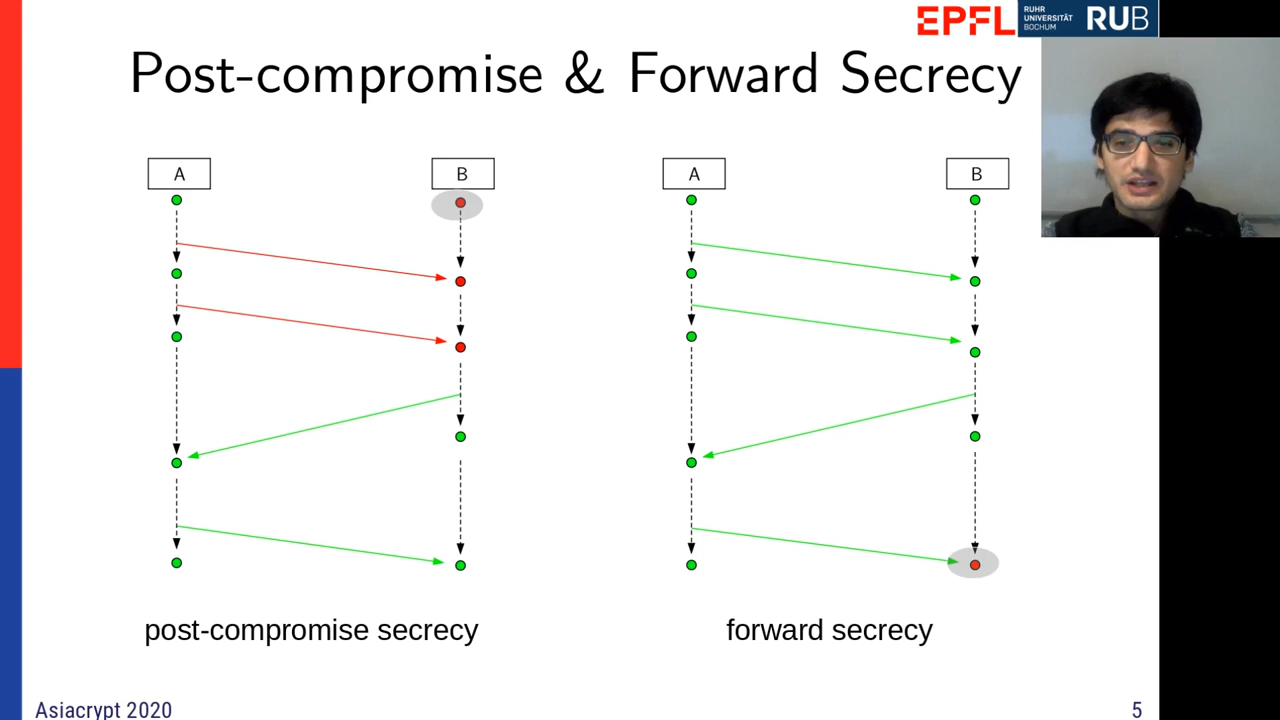 EPFL
RUHR
UNIVERSITÄT
BOCHUM
RUB
Post-compromise & Forward Secrecy
A
B
A
B
post-compromise secrecy
forward secrecy
Asiacrypt 2020
5